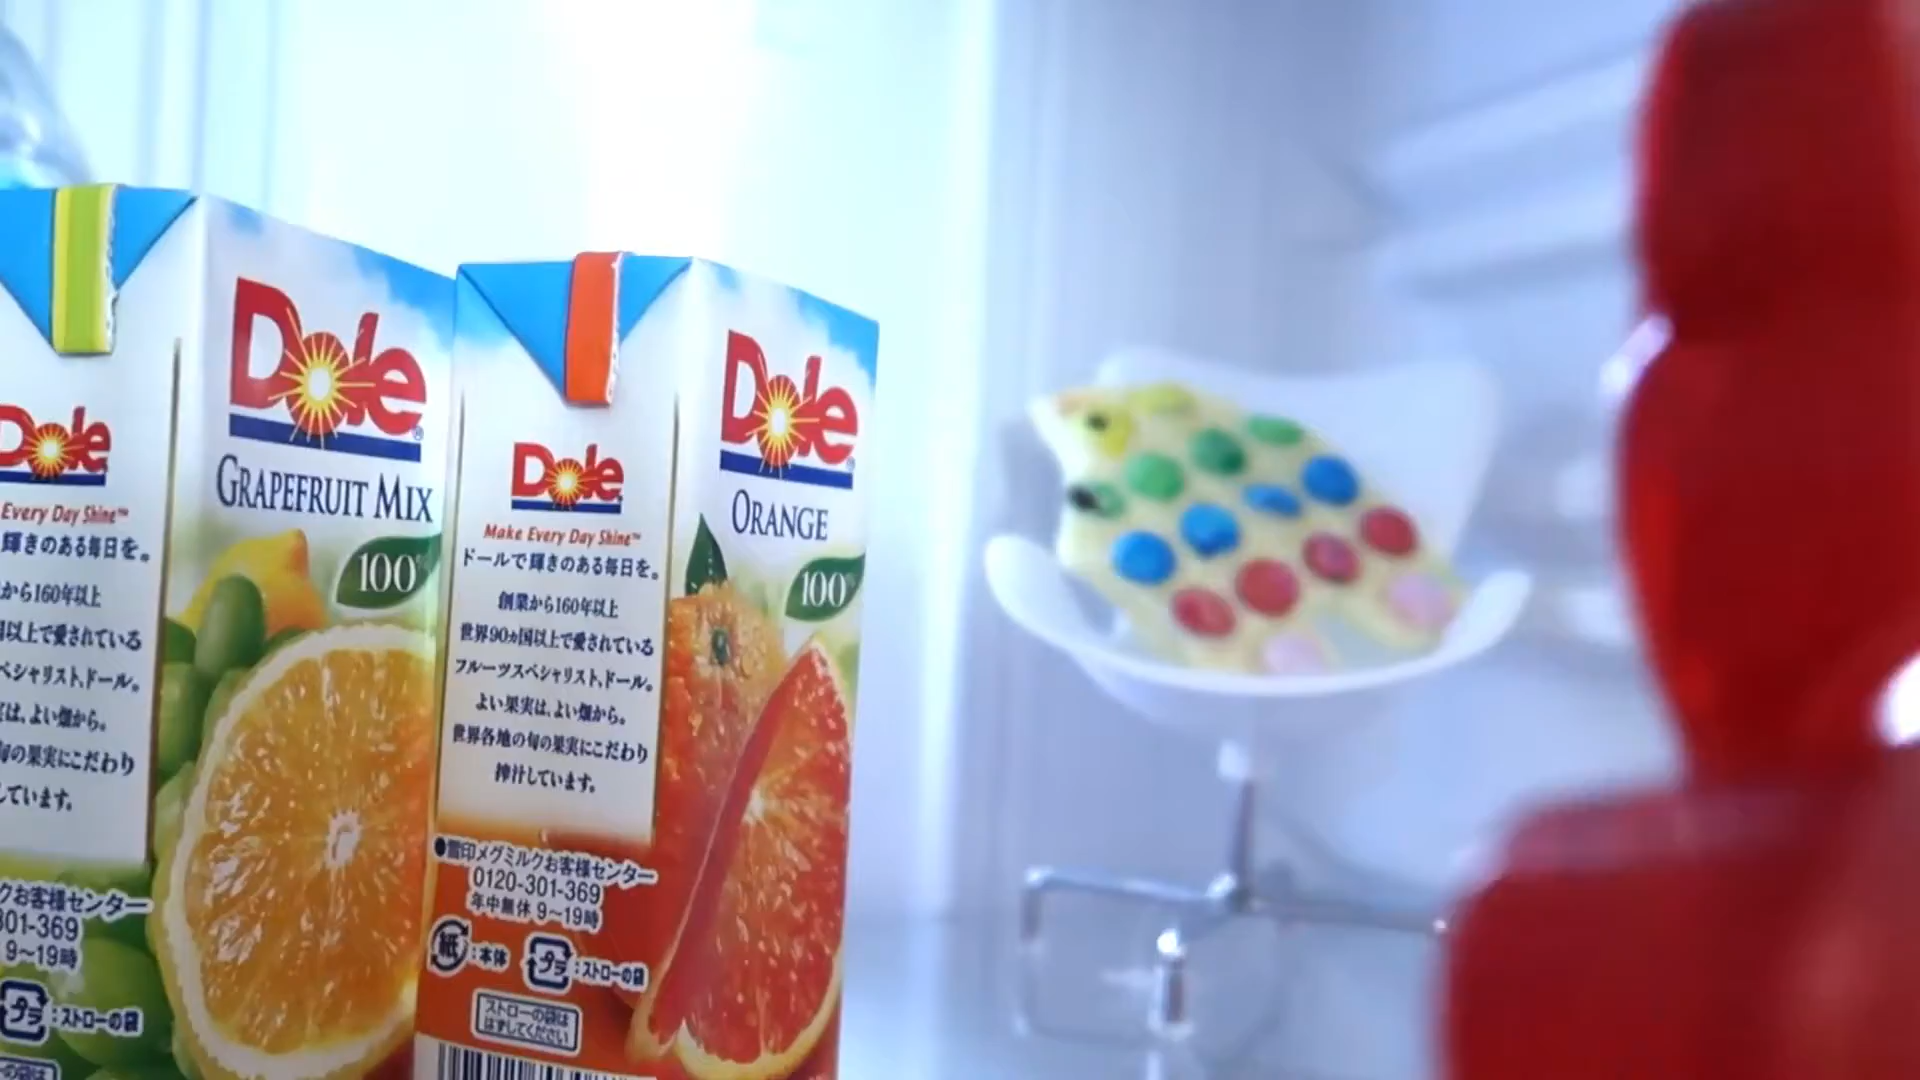 Dole
Every Day Shine™
輝きのある毎日を。
から160年以上
以上で愛されている
ペシャリスト、ドール。
は、よい畑から。
旬の果実にこだわり
しています。
クお客様センター
301-369
9～19時
プラ:ストローの袋
Dole®
GRAPEFRUIT MIX
100%
Dole
Make Every Day Shine™
ドールで輝きのある毎日を。
創業から160年以上
世界90ヵ国以上で愛されている
フルーツスペシャリスト、ドール。
よい果実は、よい畑から。
世界各地の旬の果実にこだわり
搾汁しています。
●雪印メグミルクお客様センター
0120-301-369
年中無休 9～19時
紙:本体 プラ:ストローの袋
ストローの袋は
はずしてください
Dole®
ORANGE
100%